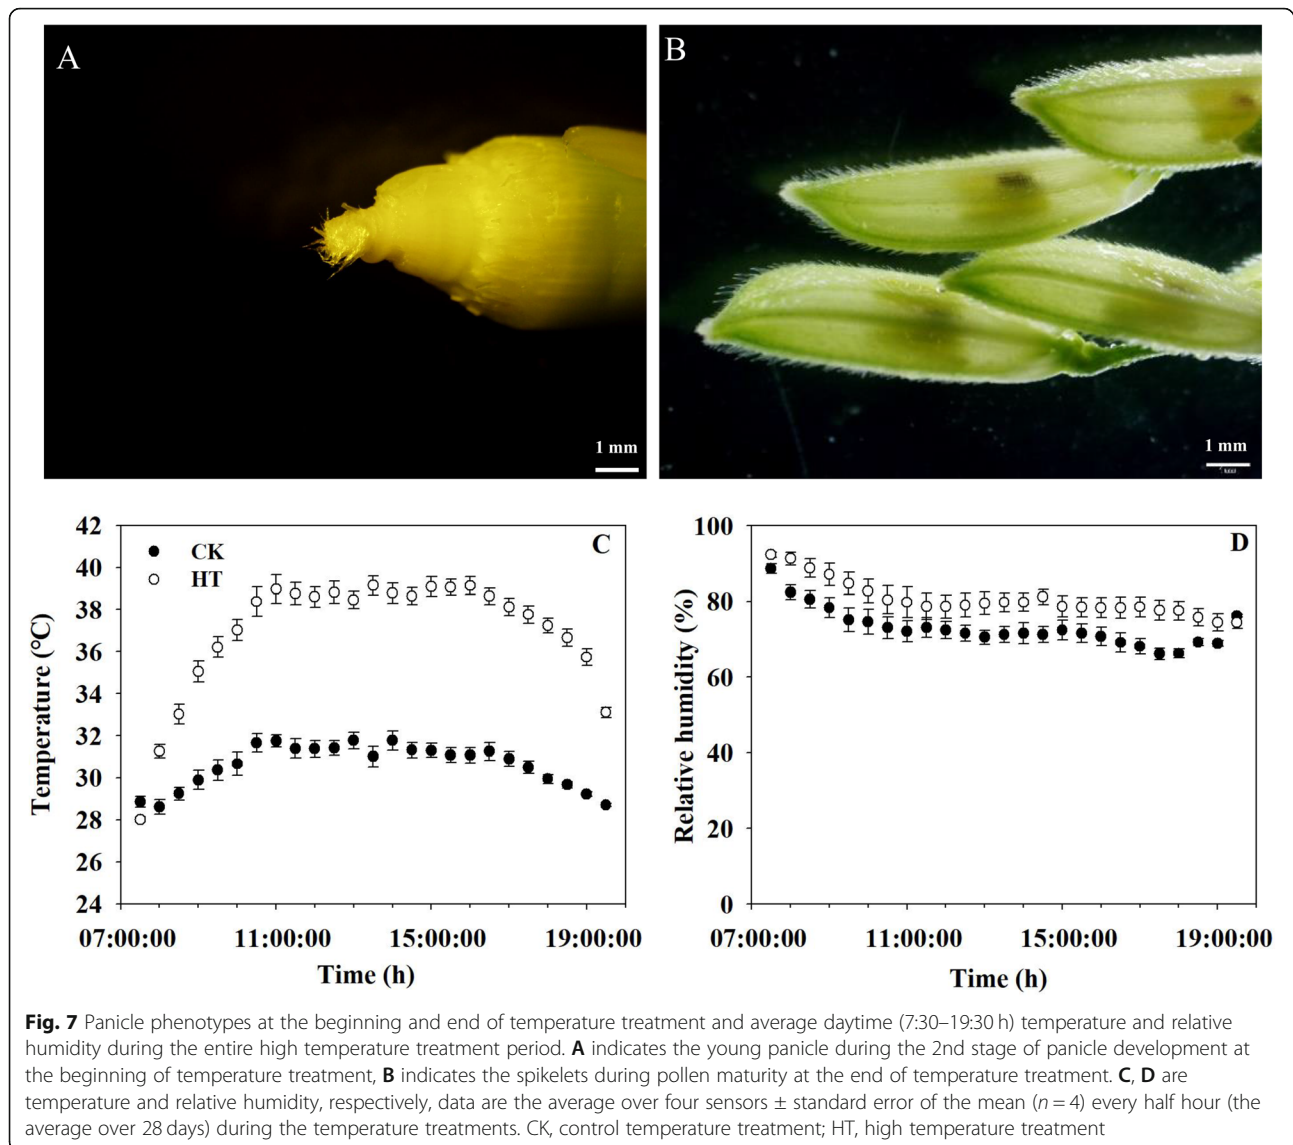 A
B
1 mm
1 mm
42
40
38
36
34
32
30
28
26
24
Temperature (°C)
CK
HT
C
07:00:00 11:00:00 15:00:00 19:00:00
Time (h)
100
80
60
40
20
0
Relative humidity (%)
D
07:00:00 11:00:00 15:00:00 19:00:00
Time (h)
Fig. 7 Panicle phenotypes at the beginning and end of temperature treatment and average daytime (7:30–19:30 h) temperature and relative
humidity during the entire high temperature treatment period. A indicates the young panicle during the 2nd stage of panicle development at
the beginning of temperature treatment, B indicates the spikelets during pollen maturity at the end of temperature treatment. C, D are
temperature and relative humidity, respectively, data are the average over four sensors ± standard error of the mean (n = 4) every half hour (the
average over 28 days) during the temperature treatments. CK, control temperature treatment; HT, high temperature treatment